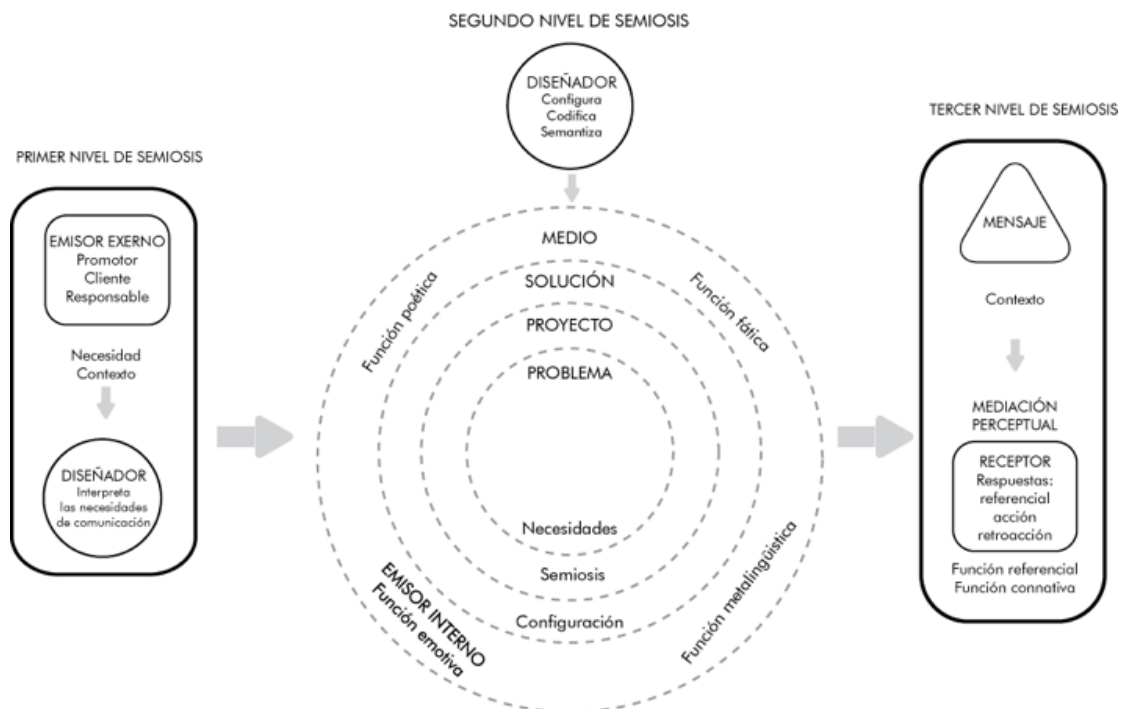 SEGUNDO NIVEL DE SEMIOSIS
DISEÑADOR
Configura
Codifica
Semantiza
PRIMER NIVEL DE SEMIOSIS
EMISOR EXERNO
Promotor
Cliente
Responsable
Necesidad
Contexto
DISEÑADOR
Interpreta
las necesidades
de comunicación
MEDIO
SOLUCIÓN
PROYECTO
PROBLEMA
Función poética
Función fática
Necesidades
Semiosis
Configuración
EMISOR INTERNO
Función emotiva
Función metalingüística
TERCER NIVEL DE SEMIOSIS
MENSAJE
Contexto
MEDIACIÓN
PERCEPTUAL
RECEPTOR
Respuestas:
referencial
acción
retroacción
Función referencial
Función connativa